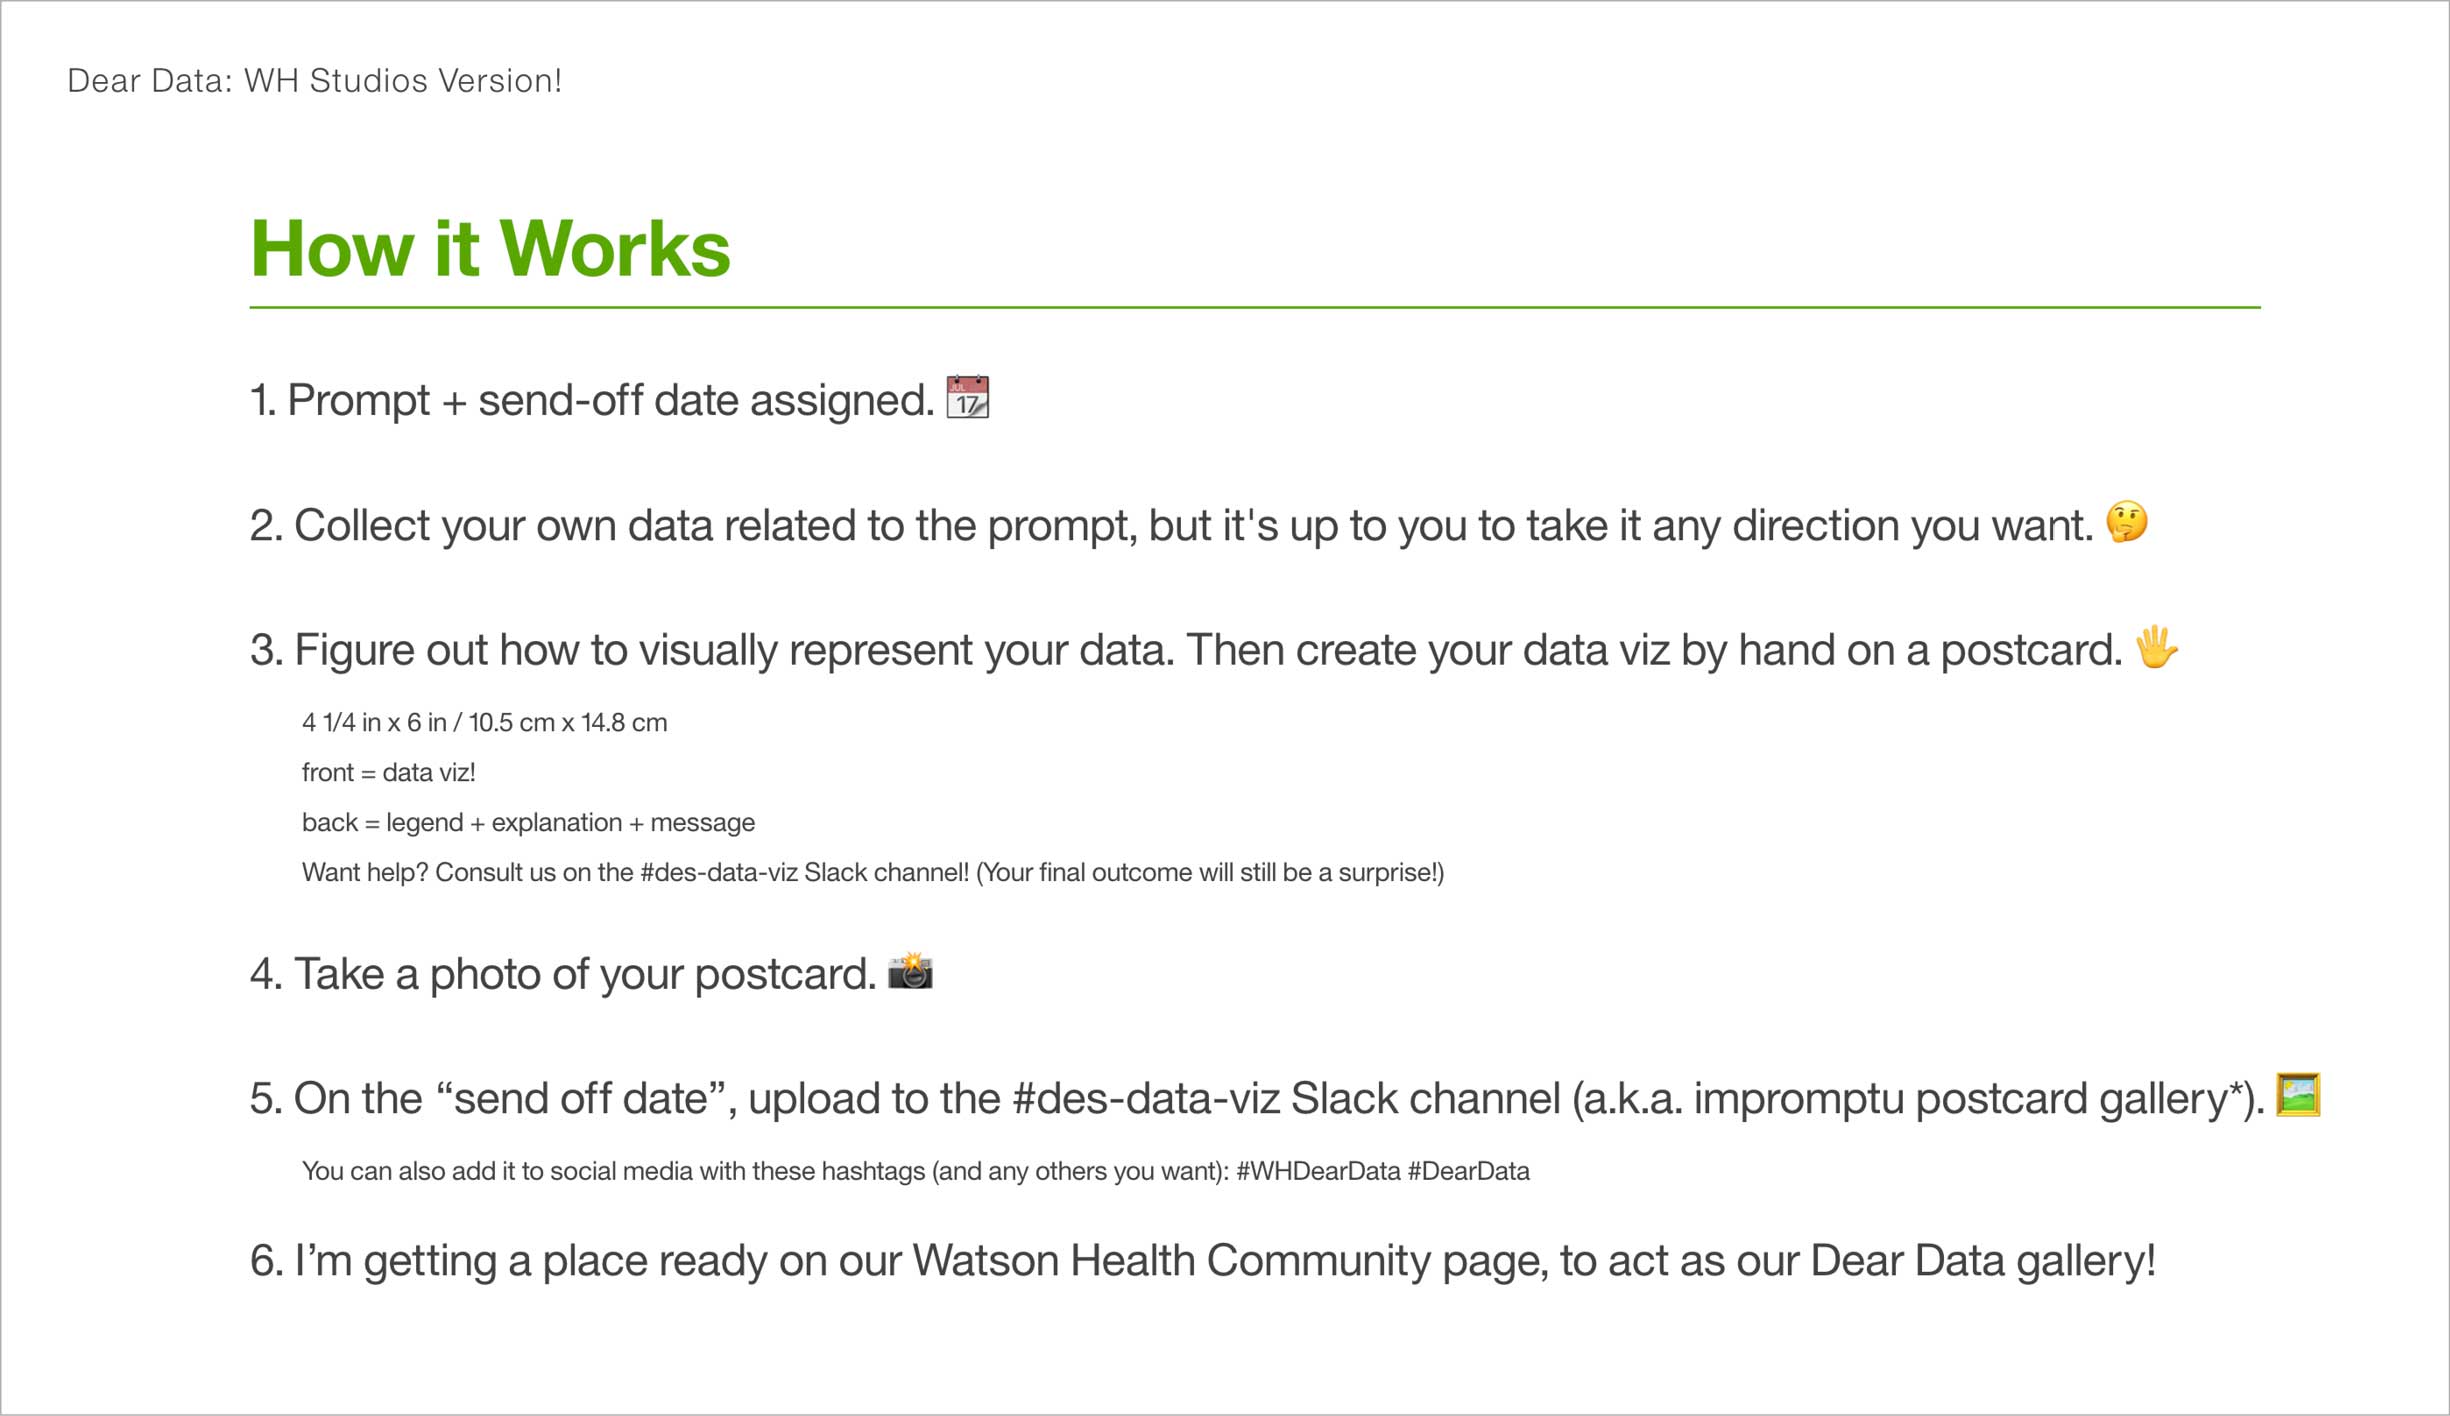 Dear Data: WH Studios Version!
How it Works
1. Prompt + send-off date assigned. 📅
2. Collect your own data related to the prompt, but it's up to you to take it any direction you want. 🤔
3. Figure out how to visually represent your data. Then create your data viz by hand on a postcard. 🖐
4 1/4 in x 6 in / 10.5 cm x 14.8 cm
front = data viz!
back = legend + explanation + message
Want help? Consult us on the #des-data-viz Slack channel! (Your final outcome will still be a surprise!)
4. Take a photo of your postcard. 📸
5. On the “send off date”, upload to the #des-data-viz Slack channel (a.k.a. impromptu postcard gallery*). 🖼
You can also add it to social media with these hashtags (and any others you want): #WHDearData #DearData
6. I’m getting a place ready on our Watson Health Community page, to act as our Dear Data gallery!